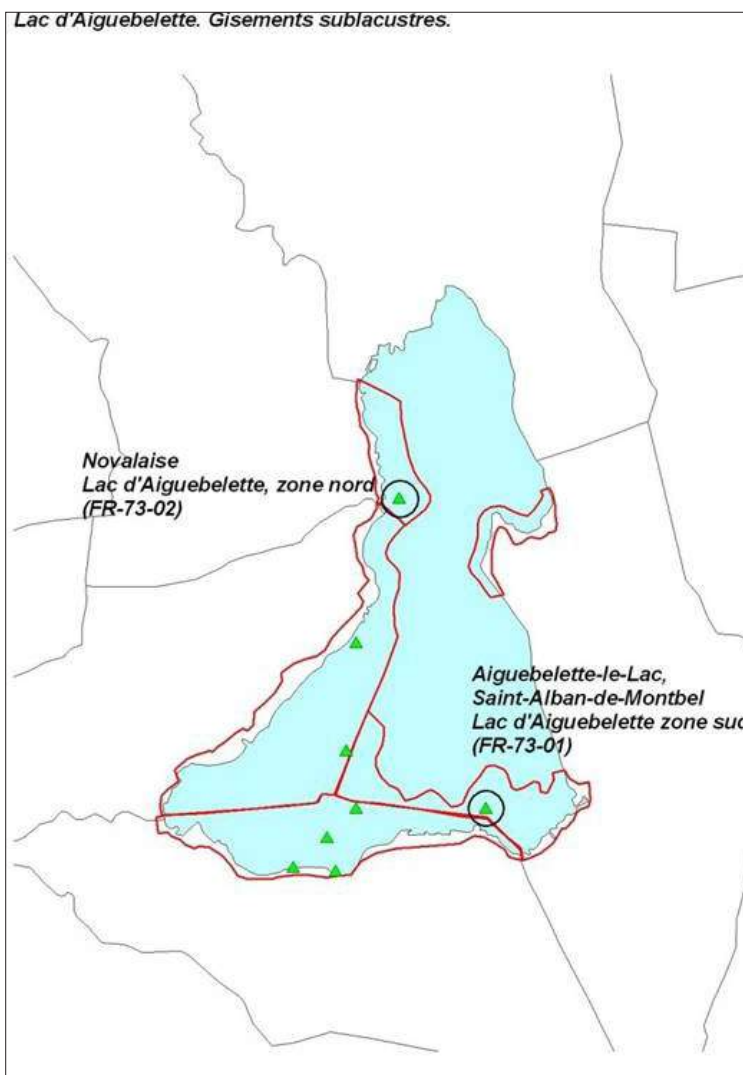 Lac d'Aiguebelette. Gisements sublacustres.
Novalaise
Lac d'Aiguebelette, zone nord
(FR-73-02)
Aiguebelette-le-Lac,
Saint-Alban-de-Montbel
Lac d'Aiguebelette zone sud
(FR-73-01)